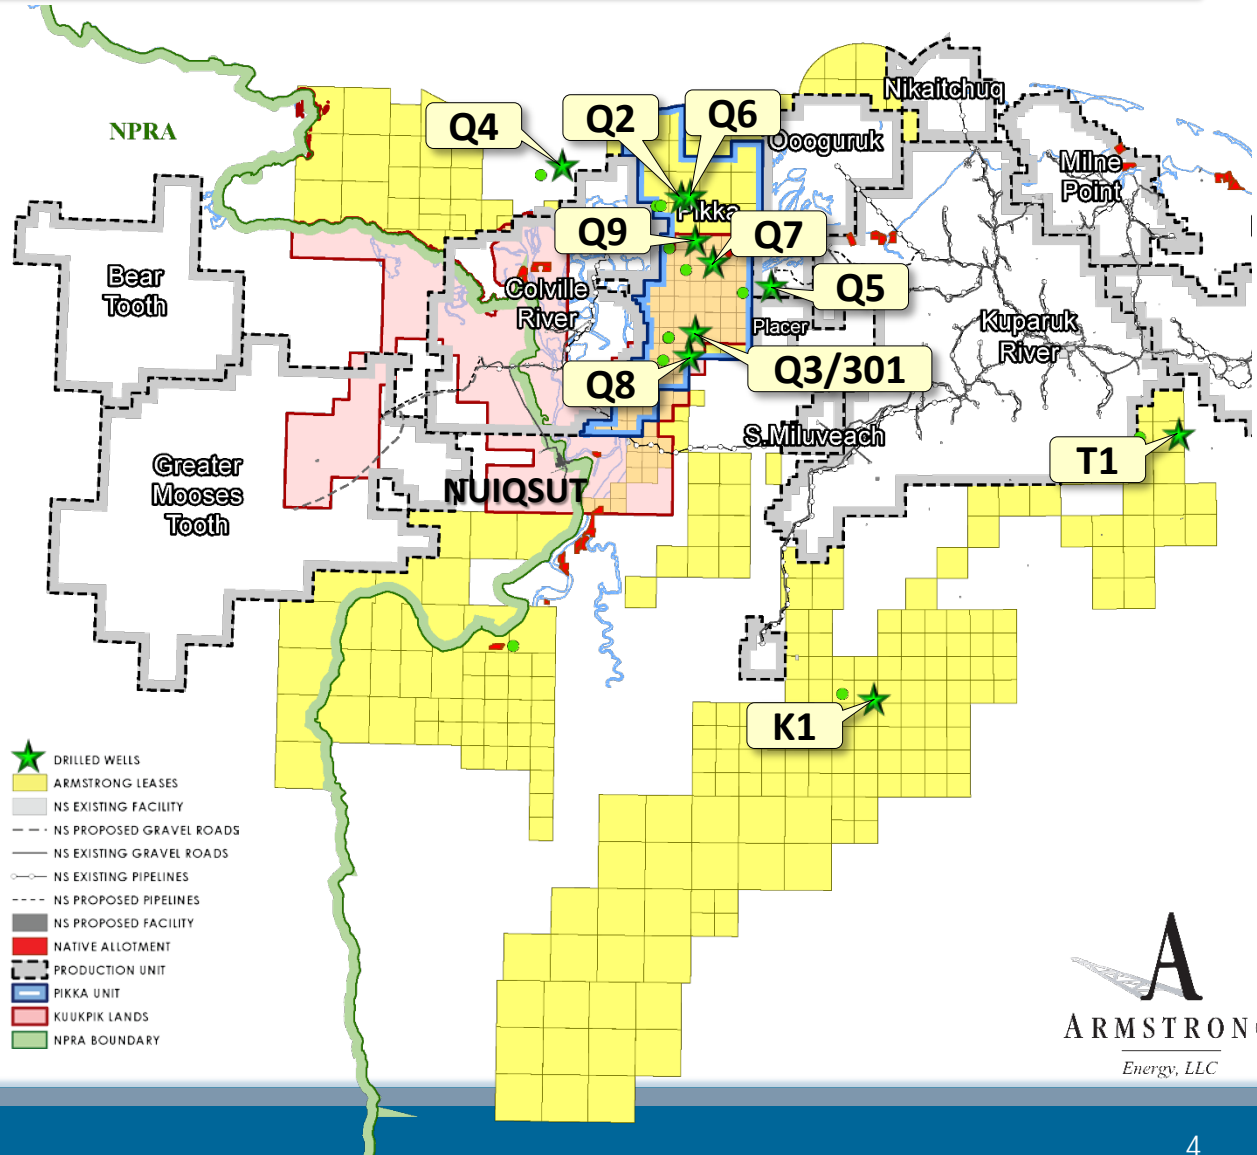 Nikaitchuq
Q4
Q2
Q6
NPRA
Oooguruk
Milne
Point
Pikka
Q9
Q7
Bear
Tooth
Colville
River
Q5
Placer
Kuparuk
River
Q3/301
Q8
S.Miluveach
T1
Greater
Mooses
Tooth
NUIQSUT
K1
DRILLED WELLS
ARMSTRONG LEASES
NS EXISTING FACILITY
NS PROPOSED GRAVEL ROADS
NS EXISTING GRAVEL ROADS
NS EXISTING PIPELINES
NS PROPOSED PIPELINES
NS PROPOSED FACILITY
NATIVE ALLOTMENT
PRODUCTION UNIT
PIKKA UNIT
KUUKPIK LANDS
NPRA BOUNDARY
A
ARMSTRON
Energy, LLC
4